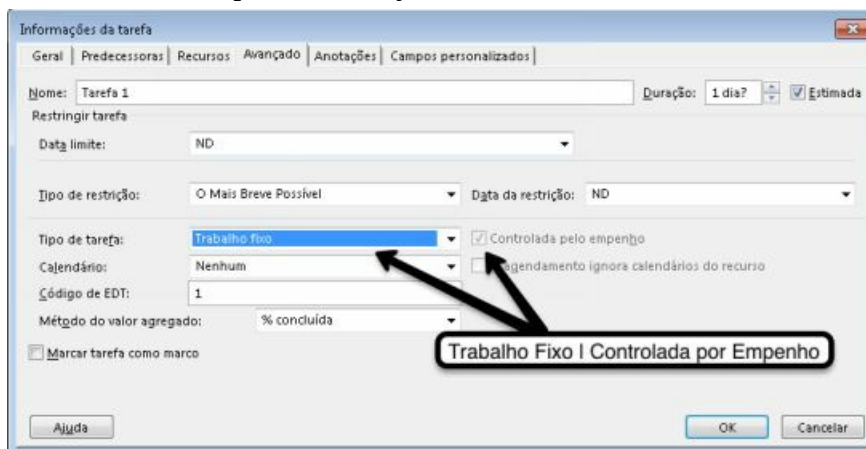 Informações da tarefa
Geral Predecessoras Recursos Avançado Anotações Campos personalizados
Nome: Tarefa 1 Duração: 1 dia? Estimada
Restringir tarefa
Data limite: ND
Tipo de restrição: O Mais Breve Possível Data da restrição: ND
Tipo de tarefa: Trabalho fixo Controlada pelo empenho
Calendário: Nenhum agendamento ignora calendários do recurso
Código de EDT: 1
Método do valor agregado: % concluída
Trabalho Fixo | Controlada por Empenho
Marcar tarefa como marco
Ajuda OK Cancelar